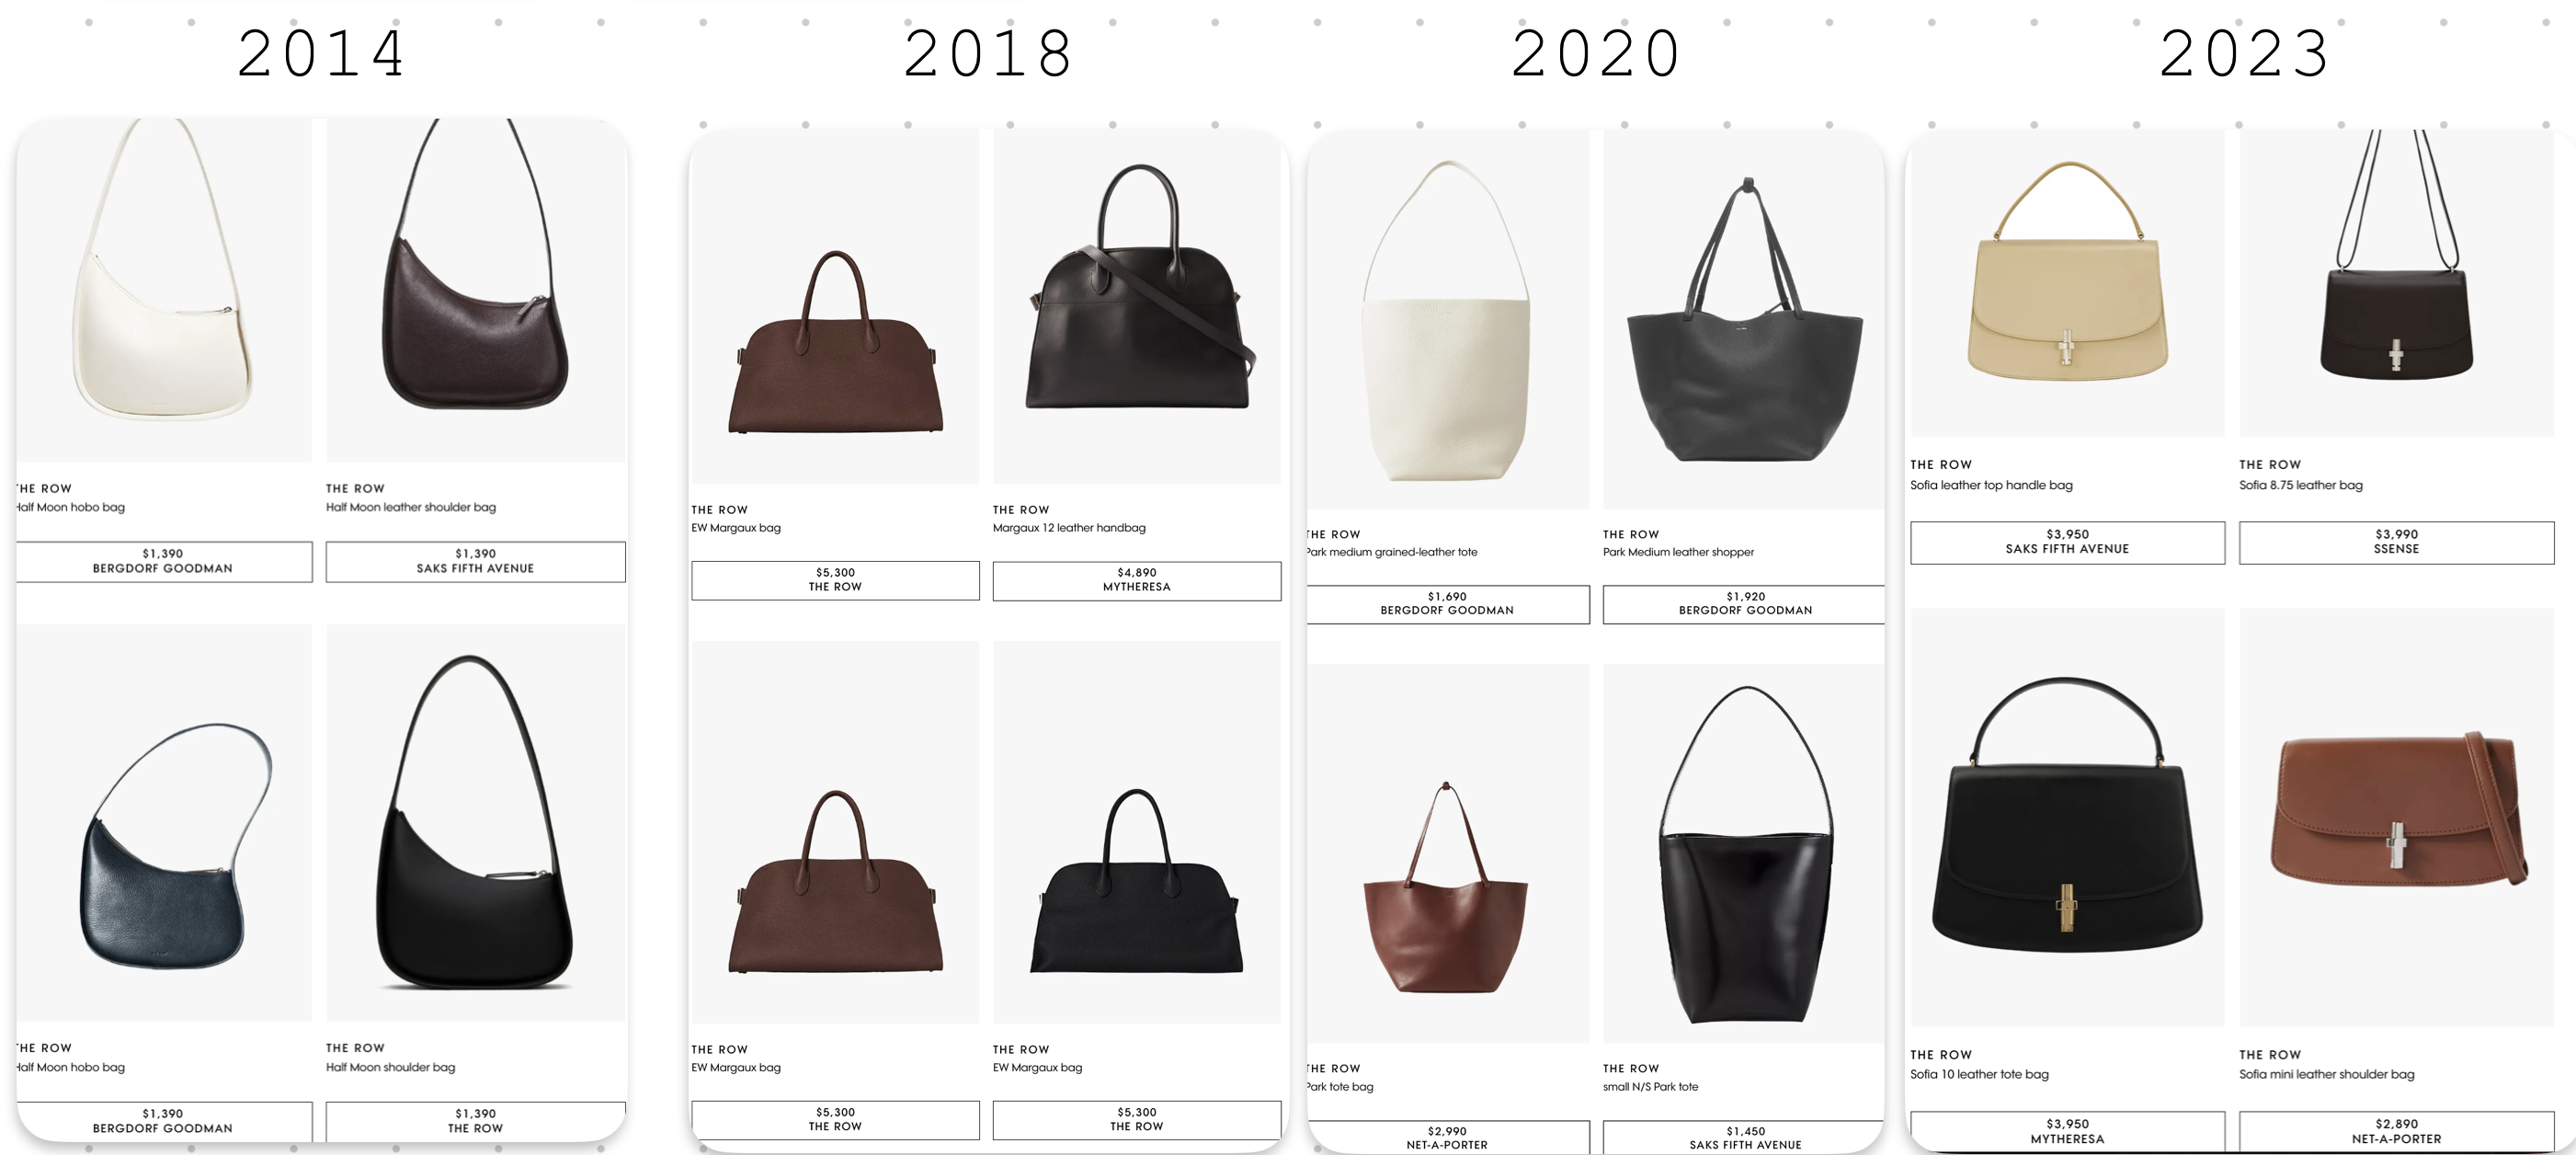 2014
2018
2020
2023
THE ROW
Half Moon hobo bag
$1,390
BERGDORF GOODMAN
THE ROW
Half Moon leather shoulder bag
$1,390
SAKS FIFTH AVENUE
THE ROW
Half Moon hobo bag
$1,390
BERGDORF GOODMAN
THE ROW
Half Moon shoulder bag
$1,390
THE ROW
THE ROW
EW Margaux bag
$5,300
THE ROW
THE ROW
Margaux 12 leather handbag
$4,890
MYTHERESA
THE ROW
EW Margaux bag
$5,300
THE ROW
THE ROW
EW Margaux bag
$5,300
THE ROW
THE ROW
Park medium grained-leather tote
$1,690
BERGDORF GOODMAN
THE ROW
Park Medium leather shopper
$1,920
BERGDORF GOODMAN
THE ROW
Park tote bag
$2,990
NET-A-PORTER
THE ROW
small N/S Park tote
$1,450
SAKS FIFTH AVENUE
THE ROW
Sofia leather top handle bag
$3,950
SAKS FIFTH AVENUE
THE ROW
Sofia 8.75 leather bag
$3,990
SSENSE
THE ROW
Sofia 10 leather tote bag
$3,950
MYTHERESA
THE ROW
Sofia mini leather shoulder bag
$2,890
NET-A-PORTER